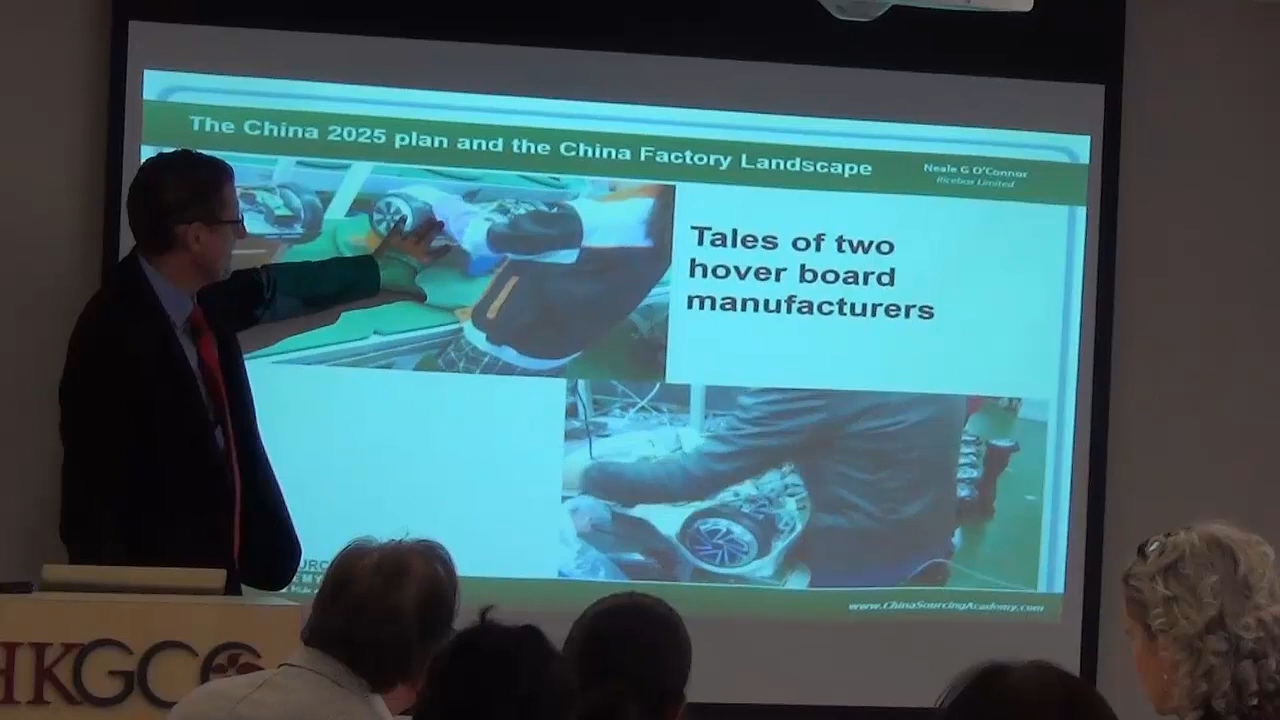 The China 2025 plan and the China Factory Landscape
Neale G O'Connor
Ricebox Limited
Tales of two
hover board
manufacturers
www.ChinaSourcingAcademy.com
HKGCC